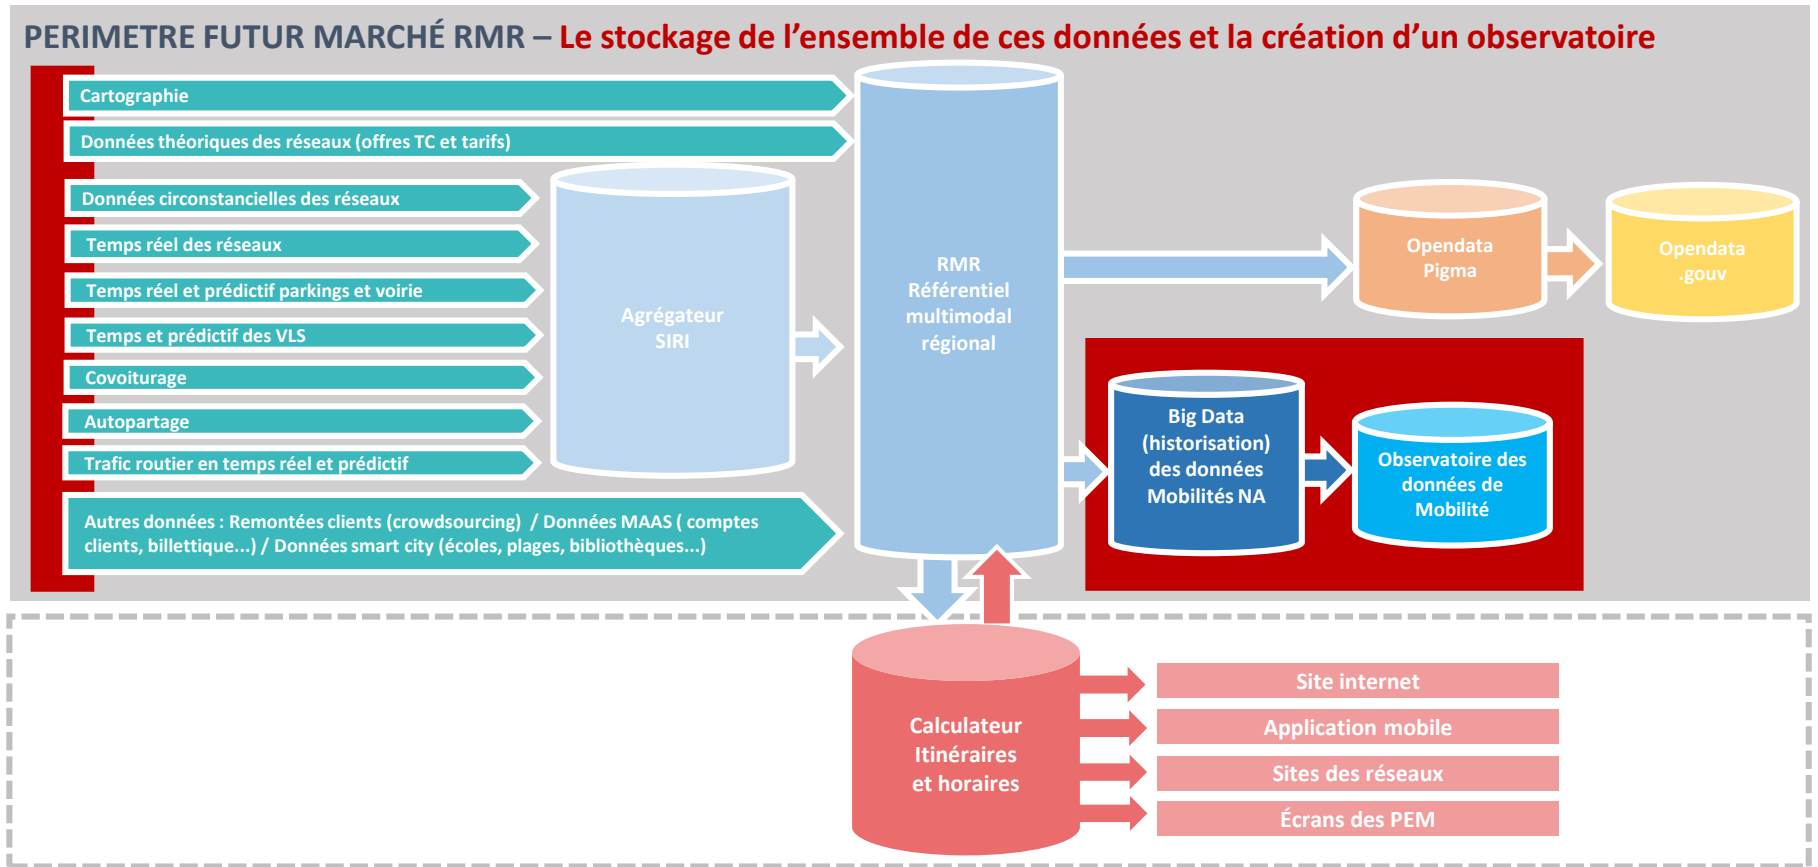 PERIMETRE FUTUR MARCHÉ RMR – Le stockage de l’ensemble de ces données et la création d’un observatoire
Cartographie
Données théoriques des réseaux (offres TC et tarifs)
Données circonstancielles des réseaux
Temps réel des réseaux
Temps réel et prédictif parkings et voirie
Temps et prédictif des VLS
Covoiturage
Autopartage
Trafic routier en temps réel et prédictif
Autres données : Remontées clients (crowdsourcing) / Données MAAS ( comptes
clients, billettique...) / Données smart city (écoles, plages, bibliothèques...)
Agrégateur
SIRI
RMR
Référentiel
multimodal
régional
Opendata
Pigma
Opendata
.gouv
Big Data
(historisation)
des données
Mobilités NA
Observatoire des
données de
Mobilité
Calculateur
Itinéraires
et horaires
Site internet
Application mobile
Sites des réseaux
Écrans des PEM